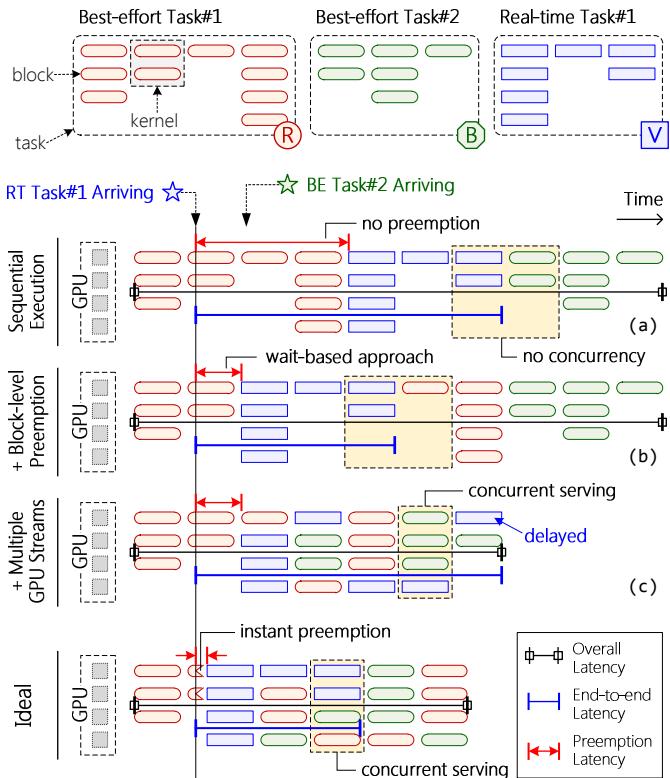 Best-effort Task#1
Best-effort Task#2
Real-time Task#1
block
kernel
task
R
B
V
RT Task#1 Arriving
BE Task#2 Arriving
Time
no preemption
Sequential
Execution
GPU
(a)
no concurrency
wait-based approach
+ Block-level
Preemption
GPU
(b)
concurrent serving
+ Multiple
GPU Streams
GPU
delayed
(c)
instant preemption
Ideal
GPU
concurrent serving
Overall
Latency
End-to-end
Latency
Preemption
Latency